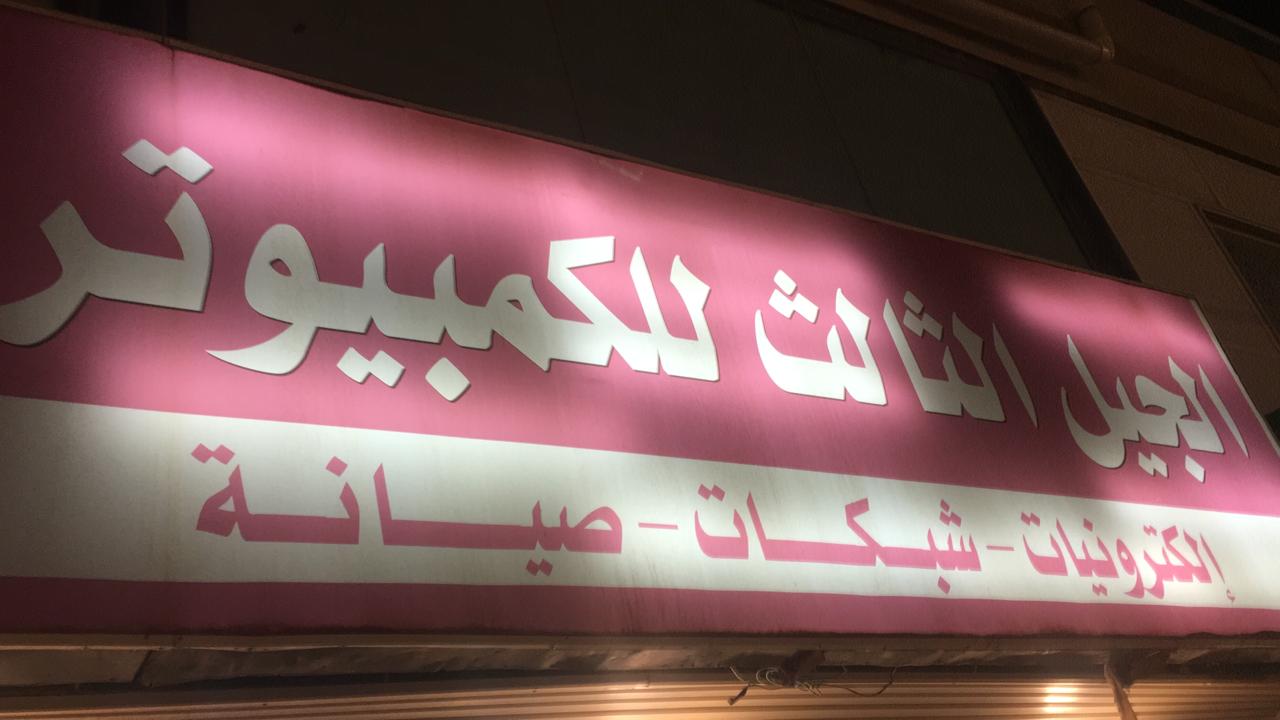 الجيل الثالث للكمبيوتر
إلكترونيات - شبكات - صيانة